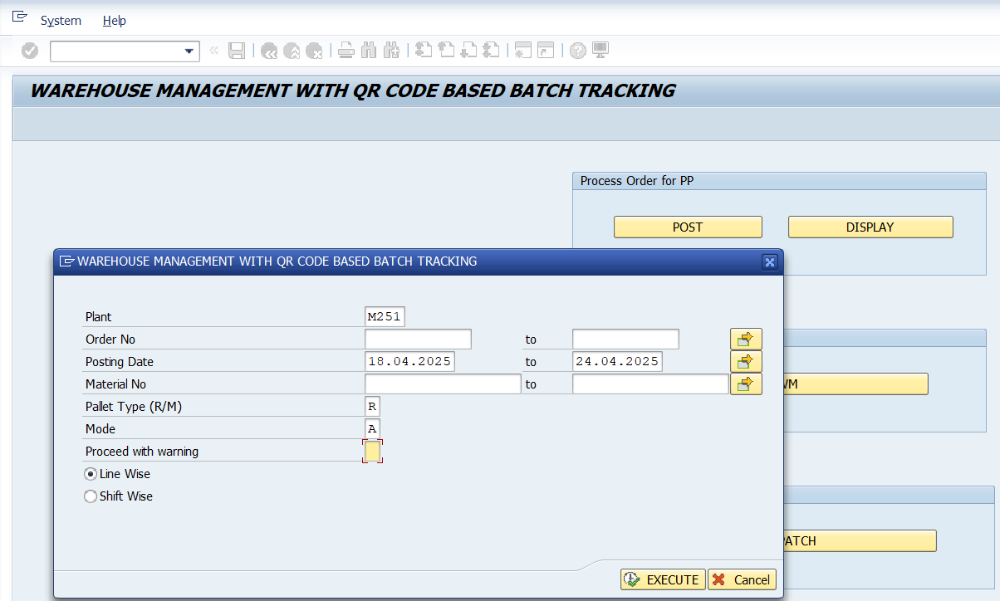 System Help
WAREHOUSE MANAGEMENT WITH QR CODE BASED BATCH TRACKING
Process Order for PP
POST DISPLAY
WAREHOUSE MANAGEMENT WITH QR CODE BASED BATCH TRACKING
Plant M251
Order No to
Posting Date 18.04.2025 to 24.04.2025
Material No to
WM
Pallet Type (R/M) R
Mode A
Proceed with warning
Line Wise
Shift Wise
PATCH
EXECUTE Cancel